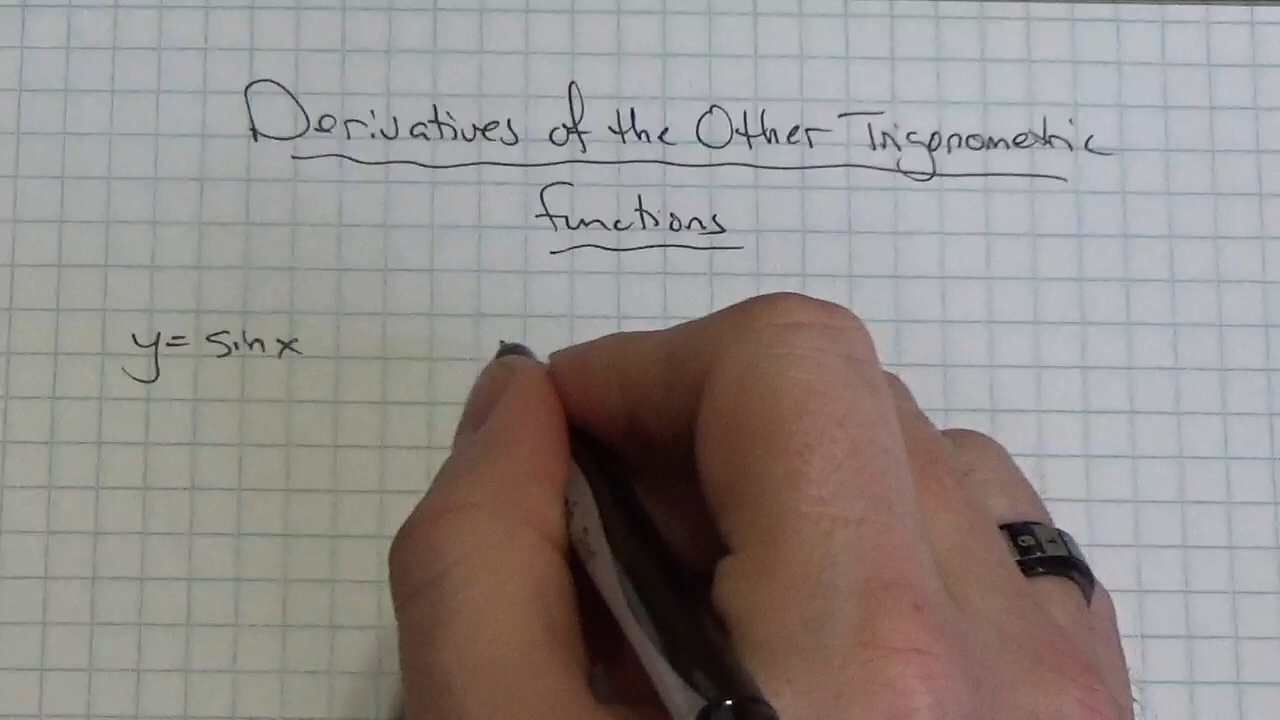 Derivatives of the Other Trigonometric
functions
y = sin x